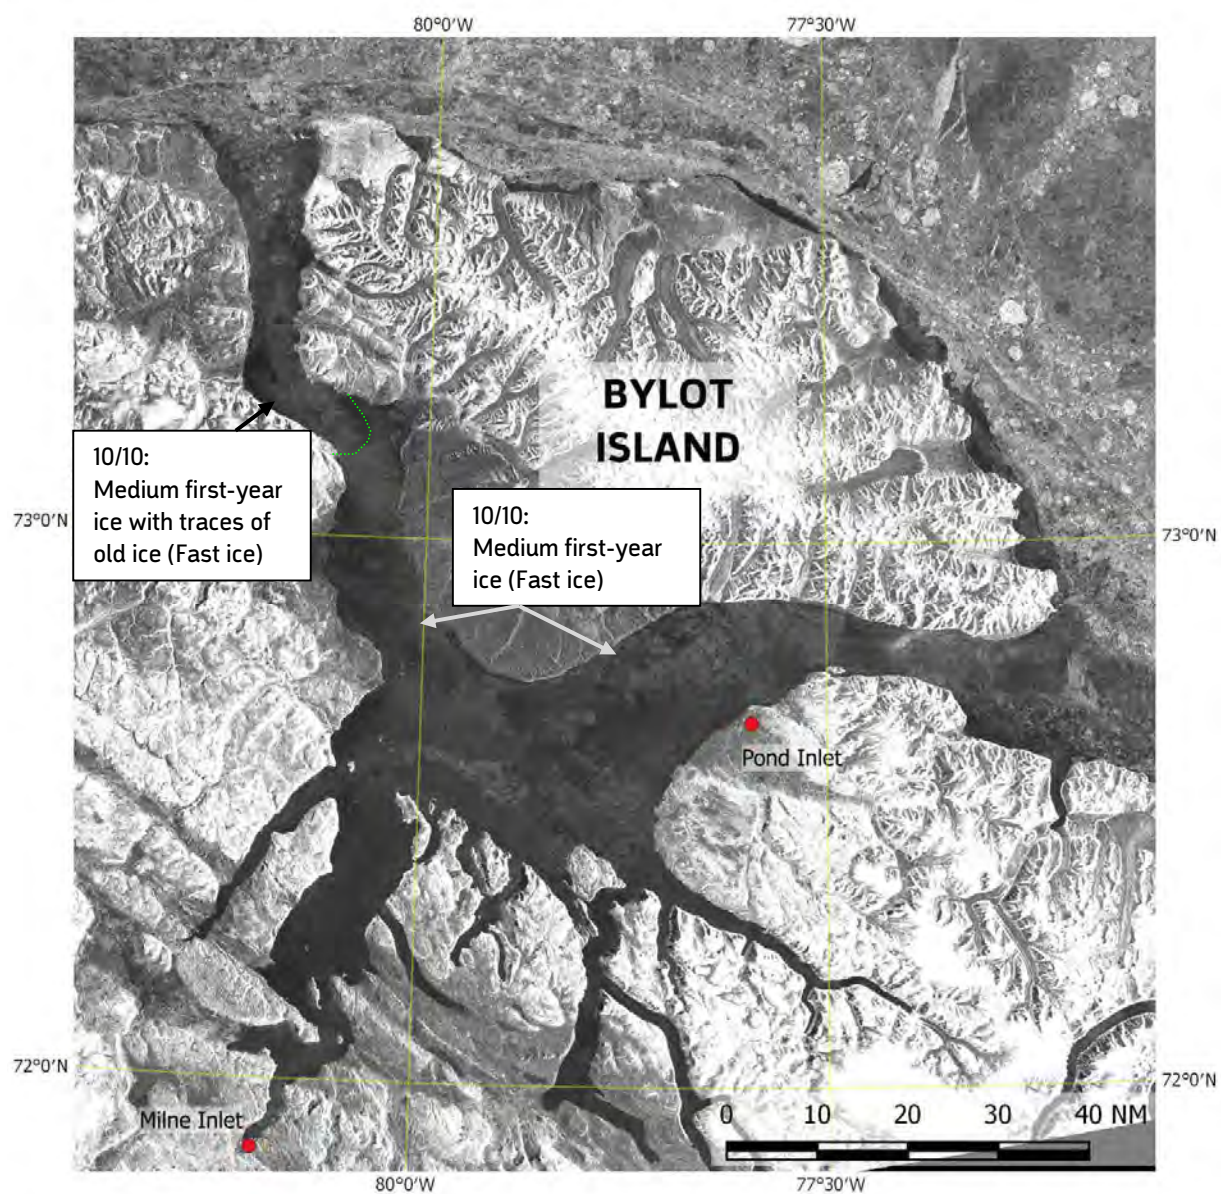 80°0'W 77°30'W
BYLOT
ISLAND
10/10:
Medium first-year
ice with traces of
old ice (Fast ice)
10/10:
Medium first-year
ice (Fast ice)
73°0'N 73°0'N
Pond Inlet
72°0'N 72°0'N
0 10 20 30 40 NM
Milne Inlet
80°0'W 77°30'W